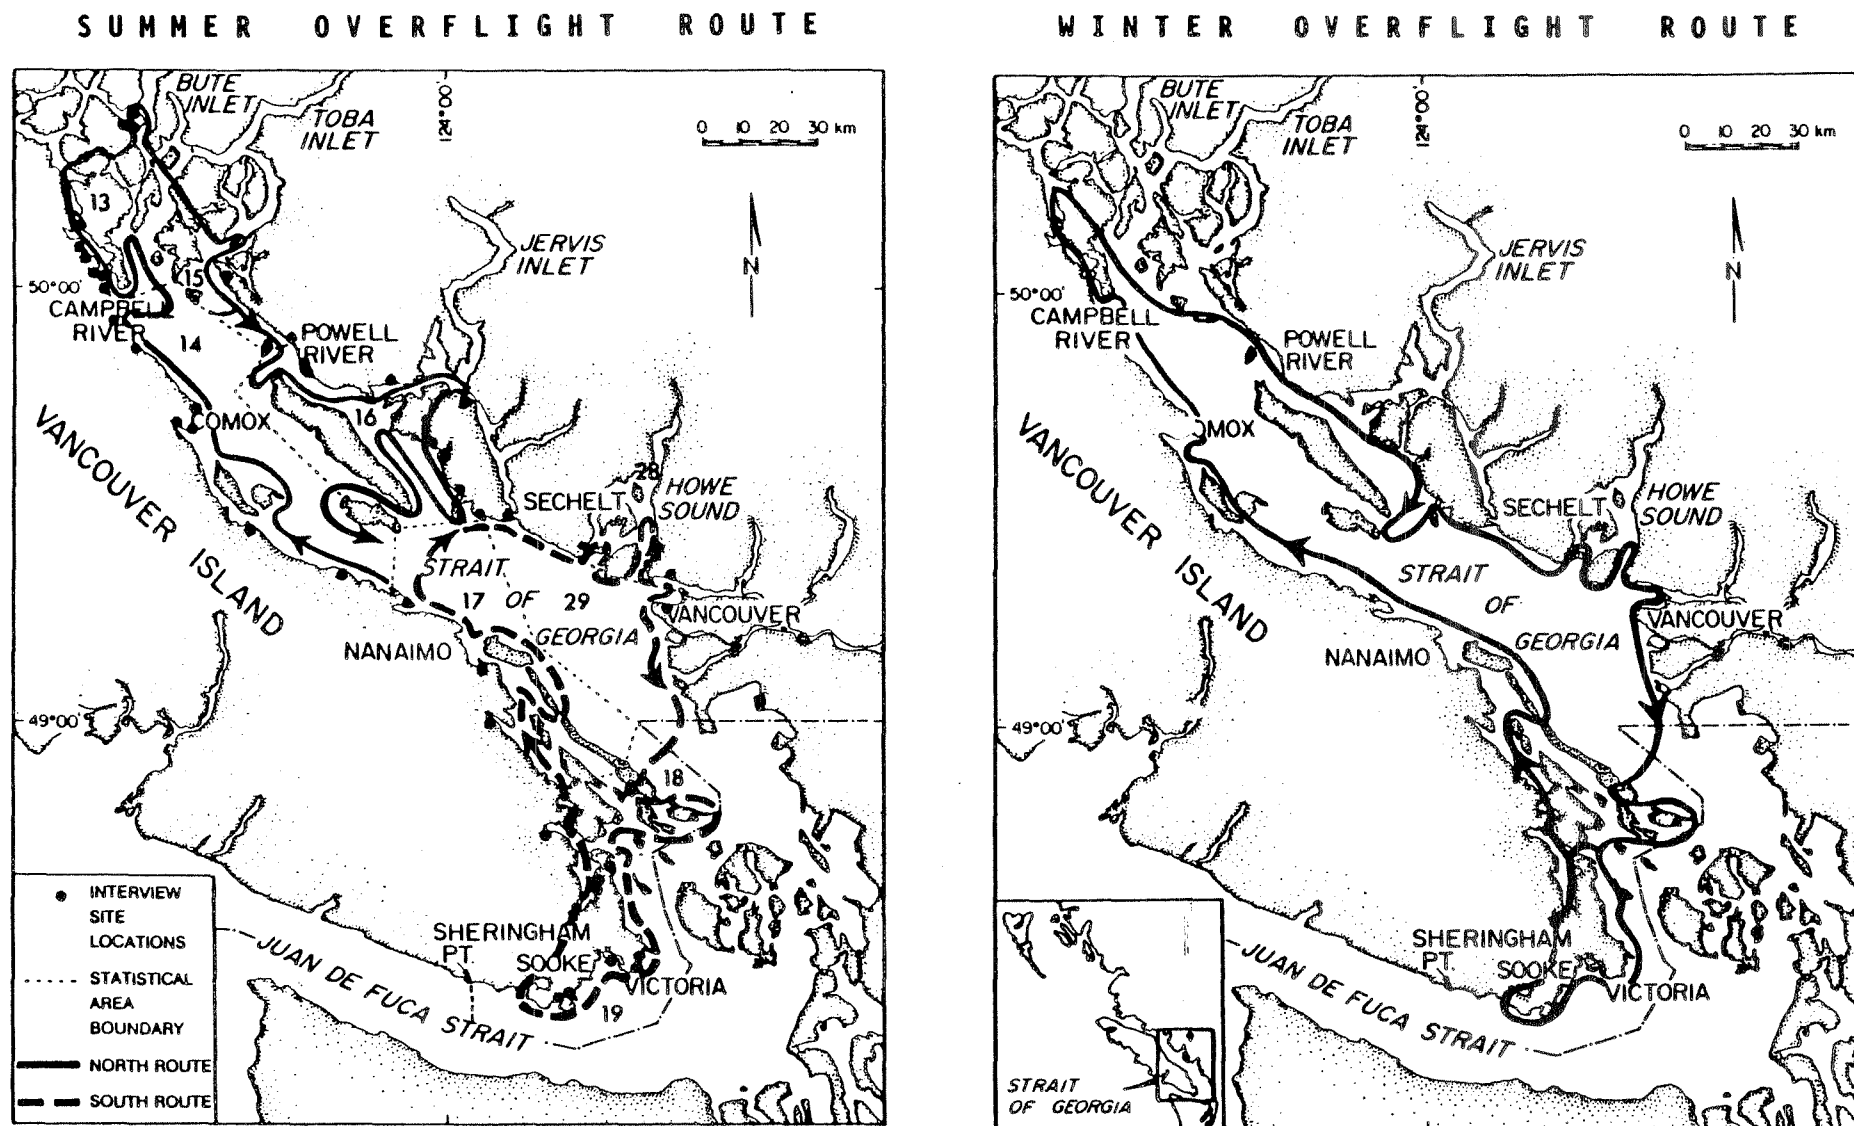 SUMMER OVERFLIGHT ROUTE
BUTE
INLET
TOBA
INLET
124°00'
0 10 20 30 km
13
JERVIS
INLET
N
15
50°00'
CAMPBELL
RIVER
14
POWELL
RIVER
16
COMOX
VANCOUVER ISLAND
28
SECHELT
HOWE
SOUND
STRAIT
17 OF 29
GEORGIA
VANCOUVER
NANAIMO
49°00'
18
INTERVIEW
SITE
LOCATIONS
STATISTICAL
AREA
BOUNDARY
NORTH ROUTE
SOUTH ROUTE
SHERINGHAM
PT.
SOOKE
VICTORIA
19
JUAN DE FUCA STRAIT
WINTER OVERFLIGHT ROUTE
BUTE
INLET
TOBA
INLET
124°00'
0 10 20 30 km
JERVIS
INLET
N
50°00'
CAMPBELL
RIVER
POWELL
RIVER
MOX
VANCOUVER ISLAND
SECHELT
HOWE
SOUND
STRAIT
OF
GEORGIA
VANCOUVER
NANAIMO
49°00'
SHERINGHAM
PT.
SOOKE
VICTORIA
JUAN DE FUCA STRAIT
STRAIT
OF GEORGIA